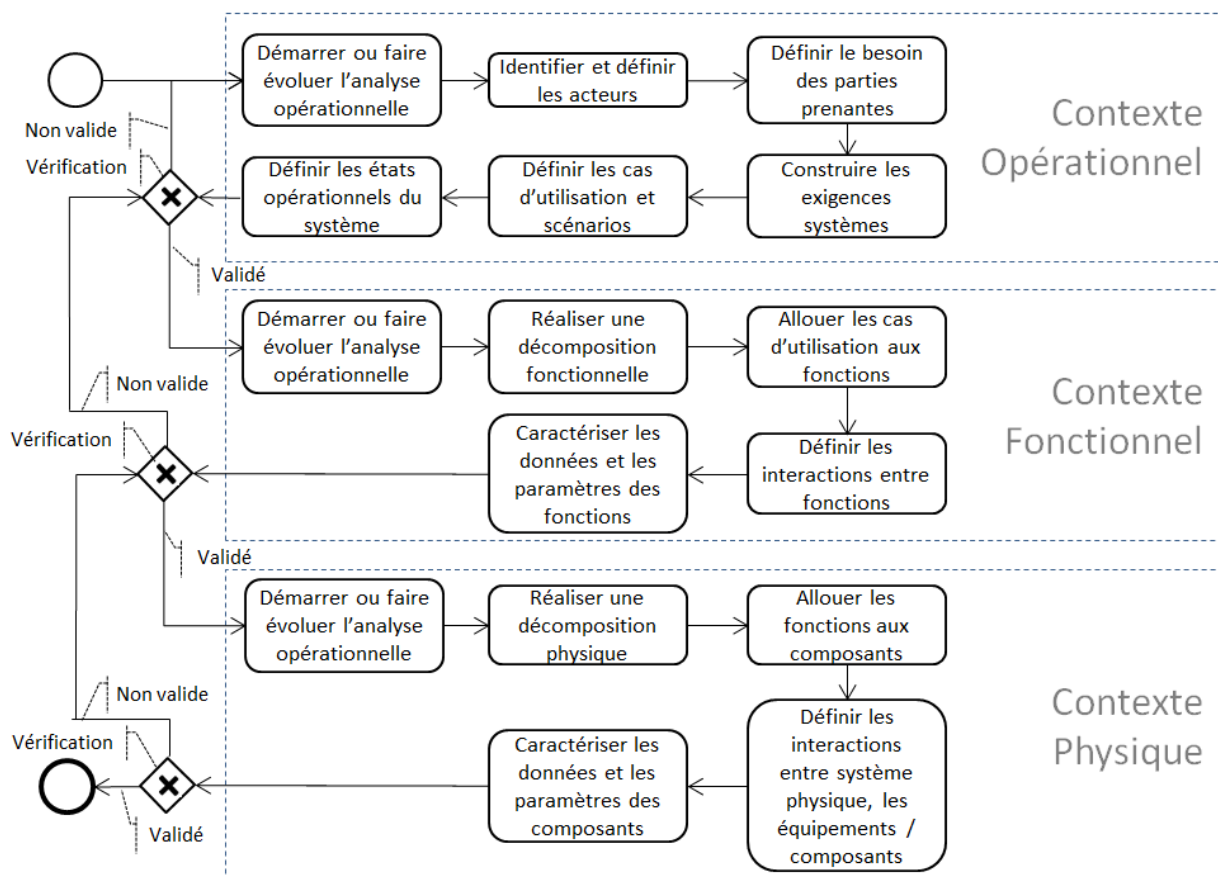 Démarrer ou faire
évoluer l'analyse
opérationnelle
Identifier et définir
les acteurs
Définir le besoin
des parties
prenantes
Contexte
Opérationnel
Non valide
Vérification
Définir les états
opérationnels du
système
Définir les cas
d'utilisation et
scénarios
Construire les
exigences
systèmes
Validé
Démarrer ou faire
évoluer l'analyse
opérationnelle
Réaliser une
décomposition
fonctionnelle
Allouer les cas
d'utilisation aux
fonctions
Contexte
Fonctionnel
Non valide
Vérification
Caractériser les
données et les
paramètres des
fonctions
Définir les
interactions entre
fonctions
Validé
Démarrer ou faire
évoluer l'analyse
opérationnelle
Réaliser une
décomposition
physique
Allouer les
fonctions aux
composants
Contexte
Physique
Non valide
Vérification
Caractériser les
données et les
paramètres des
composants
Définir les
interactions
entre système
physique, les
équipements /
composants
Validé